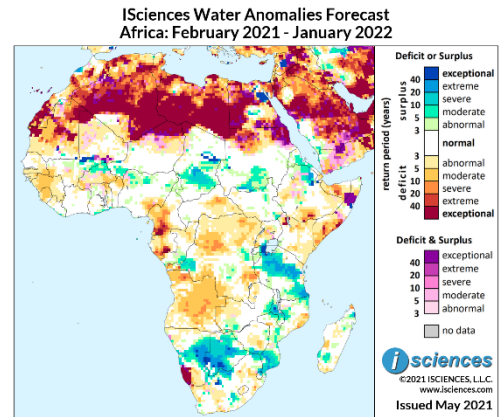 ISciences Water Anomalies Forecast
Africa: February 2021 - January 2022
Deficit or Surplus
return period (years)
surplus
deficit
40
20
10
5
3
exceptional
extreme
severe
moderate
abnormal
normal
3
5
10
20
40
abnormal
moderate
severe
extreme
exceptional
Deficit & Surplus
40
20
10
5
3
exceptional
extreme
severe
moderate
abnormal
no data
isciences
©2021 ISCIENCES, L.L.C.
www.isciences.com
Issued May 2021